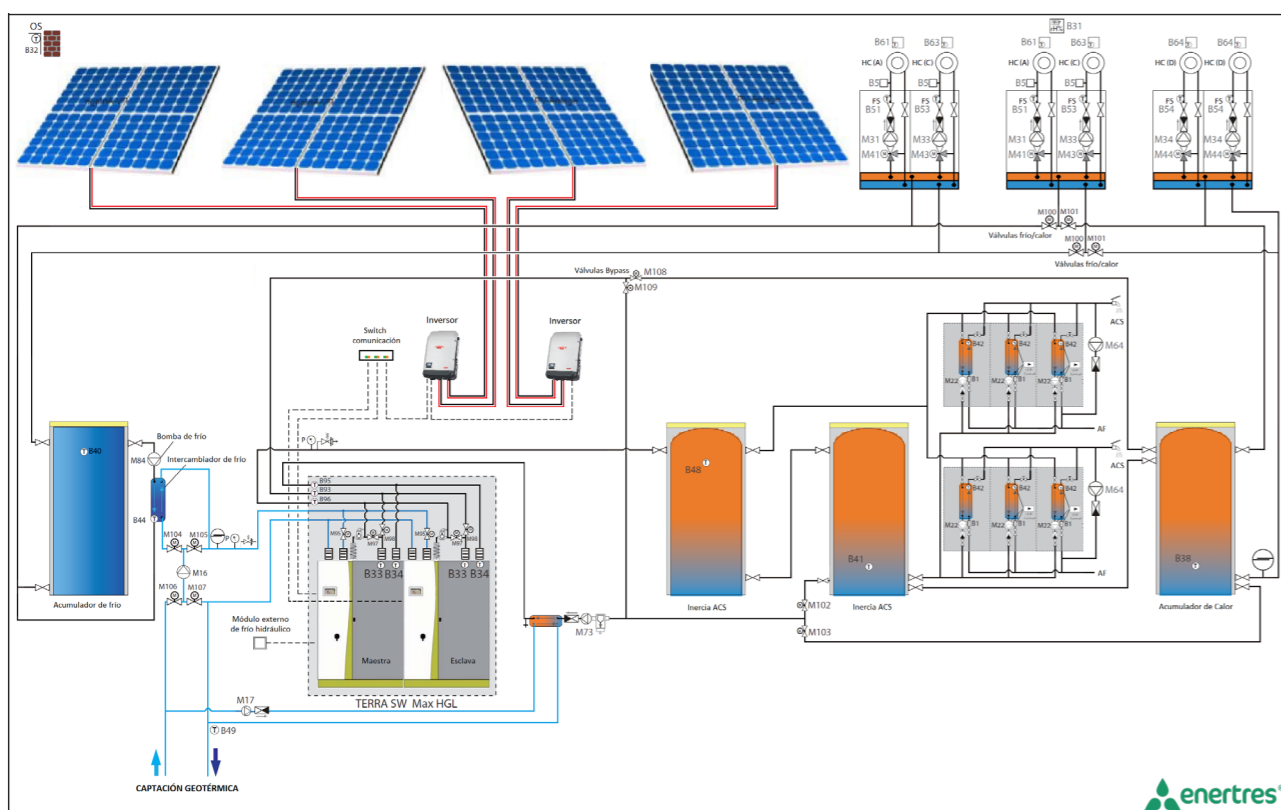 OS
T
B32
B31
B61
B63
B61
B63
B64
B64
HC (A)
HC (C)
HC (A)
HC (C)
HC (D)
HC (D)
B5
B5
FS
FS
FS
FS
FS
FS
B51
B53
B51
B53
B54
B54
M31
M33
M31
M33
M34
M34
M41
M43
M41
M43
M44
M44
M100
M101
Válvulas frío/calor
M100
M101
Válvulas frío/calor
Válvulas Bypass
M108
M109
Inversor
Inversor
Switch
comunicación
ACS
M64
B42
B42
B42
M22
B1
M22
B1
M22
B1
AF
ACS
M64
B42
B42
B42
M22
B1
M22
B1
M22
B1
AF
T B40
Bomba de frío
M84
Intercambiador de frío
B44
T
M104
M105
P
P
M16
M106
M107
Acumulador de frío
T B95
T B93
T B96
M96
M97
M98
M97
M98
B33
B34
B33
B34
Módulo externo
de frío hidráulico
Maestra
Esclava
TERRA SW Max HGL
M73
B48
T
Inercia ACS
B41
T
Inercia ACS
M102
M103
B38
T
Acumulador de Calor
M17
T B49
CAPTACIÓN GEOTÉRMICA
enertres